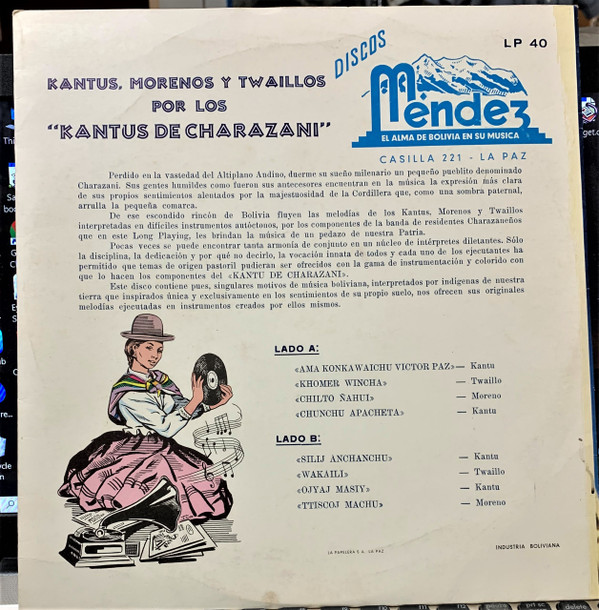 DISCOS
LP 40
Méndez
EL ALMA DE BOLIVIA EN SU MUSICA
CASILLA 221 - LA PAZ
KANTUS, MORENOS Y TWAILLOS
POR LOS
"KANTUS DE CHARAZANI"
Perdido en la vastedad del Altiplano Andino, duerme su sueño milenario un pequeño pueblito denominado
Charazani. Sus gentes humildes como fueron sus antecesores encuentran en la música la expresión más clara
de sus propios sentimientos alentados por la majestuosidad de la Cordillera que, como una sombra paternal,
arrulla la pequeña comarca.
De ese escondido rincón de Bolivia fluyen las melodías de los Kantus, Morenos y Twaillos
interpretadas en difíciles instrumentos autóctonos, por los componentes de la banda de residentes Charazaneños
que en este Long Playing, les brindan la música de un pedazo de nuestra Patria.
Pocas veces se puede encontrar tanta armonía de conjunto en un núcleo de intérpretes diletantes. Sólo
la disciplina, la dedicación y por qué no decirlo, la vocación innata de todos y cada uno de los ejecutantes ha
permitido que temas de origen pastoril pudieran ser ofrecidos con la gama de instrumentación y colorido con
que lo hacen los componentes del «KANTU DE CHARAZANI».
Este disco contiene pues, singulares motivos de música boliviana, interpretados por indígenas de nuestra
tierra que inspirados única y exclusivamente en los sentimientos de su propio suelo, nos ofrecen sus originales
melodías ejecutadas en instrumentos creados por ellos mismos.
LADO A:
«AMA KONKAWAICHU VICTOR PAZ» — Kantu
«KHOMER WINCHA» — Twaillo
«CHILTO ÑAHUI» — Moreno
«CHUNCHU APACHETA» — Kantu
LADO B:
«SILIJ ANCHANCHU» — Kantu
«WAKAILI» — Twaillo
«OJYAJ MASIY» — Kantu
«TTISCOJ MACHU» — Moreno
LA PAPELERA S. A. LA PAZ
INDUSTRIA BOLIVIANA